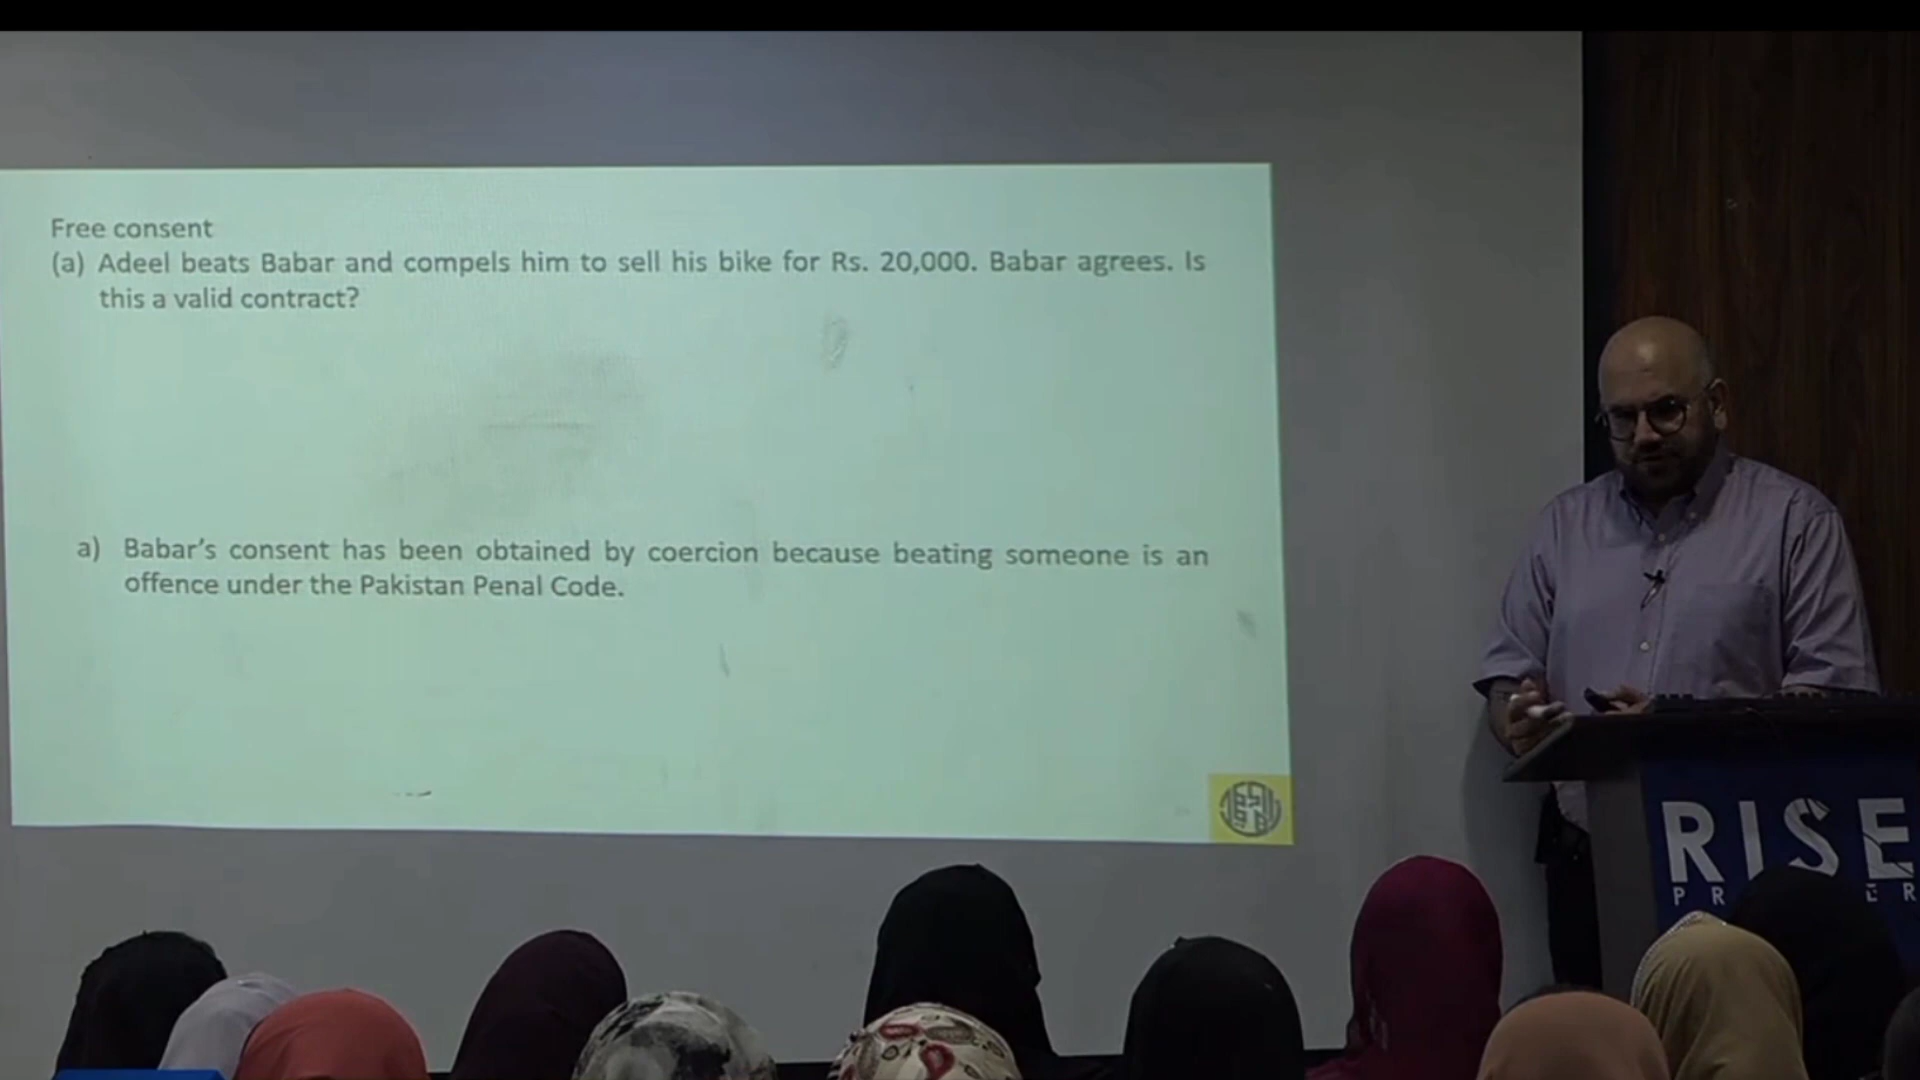 Free consent
(a) Adeel beats Babar and compels him to sell his bike for Rs. 20,000. Babar agrees. Is
this a valid contract?
a) Babar's consent has been obtained by coercion because beating someone is an
offence under the Pakistan Penal Code.
RISE